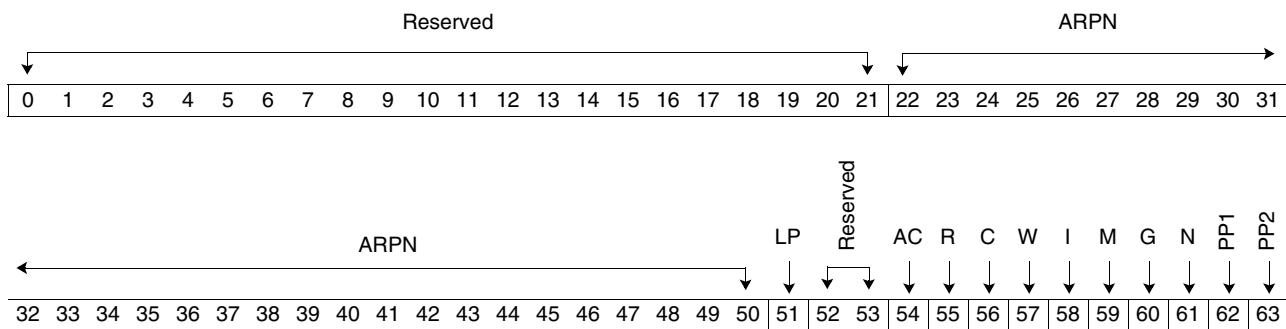 Reserved ARPN
0 1 2 3 4 5 6 7 8 9 10 11 12 13 14 15 16 17 18 19 20 21 22 23 24 25 26 27 28 29 30 31
ARPN LP Reserved AC R C W I M G N PP1 PP2
32 33 34 35 36 37 38 39 40 41 42 43 44 45 46 47 48 49 50 51 52 53 54 55 56 57 58 59 60 61 62 63